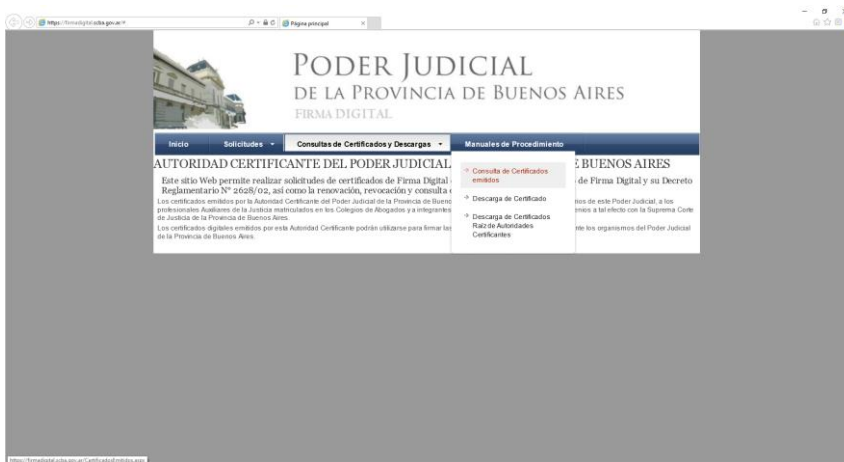 https://firmadigital.scba.gov.ar
Página principal
PODER JUDICIAL
DE LA PROVINCIA DE BUENOS AIRES
FIRMA DIGITAL
Inicio Solicitudes Consultas de Certificados y Descargas Manuales de Procedimiento
AUTORIDAD CERTIFICANTE DEL PODER JUDICIAL E BUENOS AIRES
Este sitio Web permite realizar solicitudes de certificados de Firma Digital de Firma Digital y su Decreto
Reglamentario N° 2628/02, así como la renovación, revocación y consulta
Los certificados emitidos por la Autoridad Certificante del Poder Judicial de la Provincia de Bueno ios de este Poder Judicial, a los
profesionales Auxiliares de la Justicia matriculados en los Colegios de Abogados y a integrantes enios a tal efecto con la Suprema Corte
de Justicia de la Provincia de Buenos Aires.
Los certificados digitales emitidos por esta Autoridad Certificante podrán utilizarse para firmar las nte los organismos del Poder Judicial
de la Provincia de Buenos Aires.
Consulta de Certificados
emitidos
Descarga de Certificado
Descarga de Certificados
Raíz de Autoridades
Certificantes
https://firmadigital.scba.gov.ar/CertificadosEmitidos.aspx